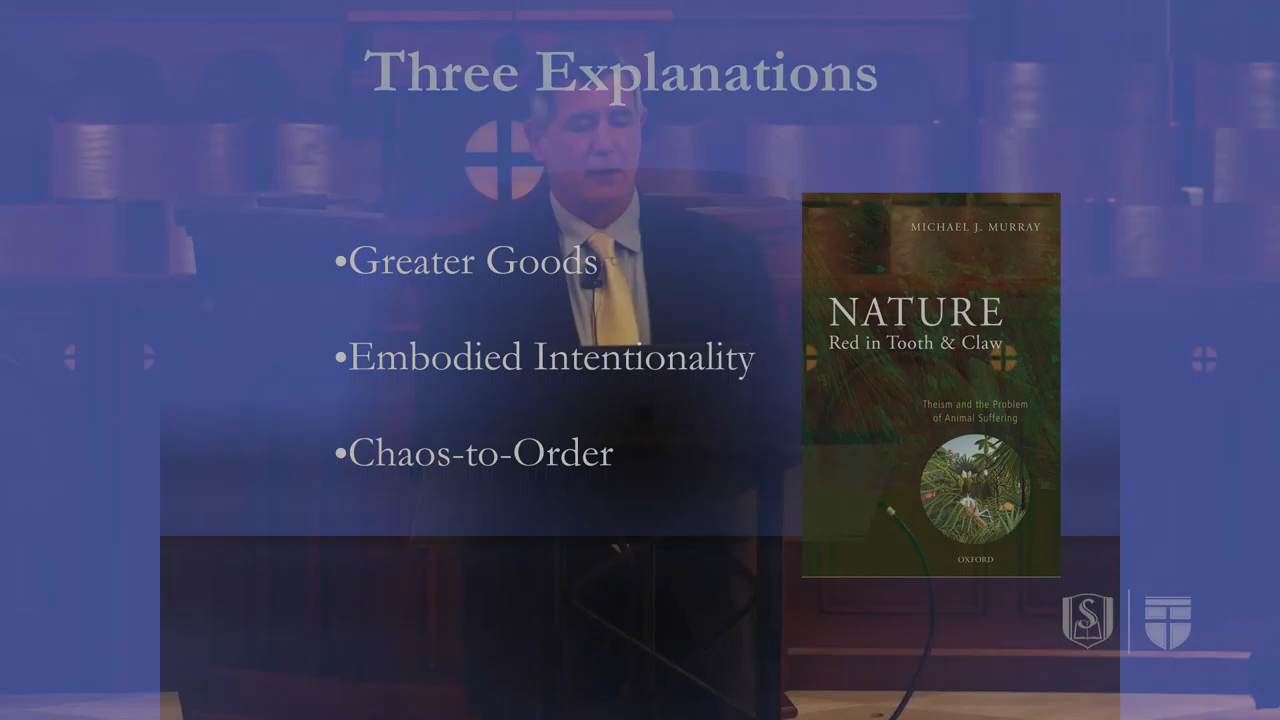 Three Explanations
•Greater Goods
•Embodied Intentionality
•Chaos-to-Order
MICHAEL J. MURRAY
NATURE
Red in Tooth & Claw
Theism and the Problem
of Animal Suffering
OXFORD
S